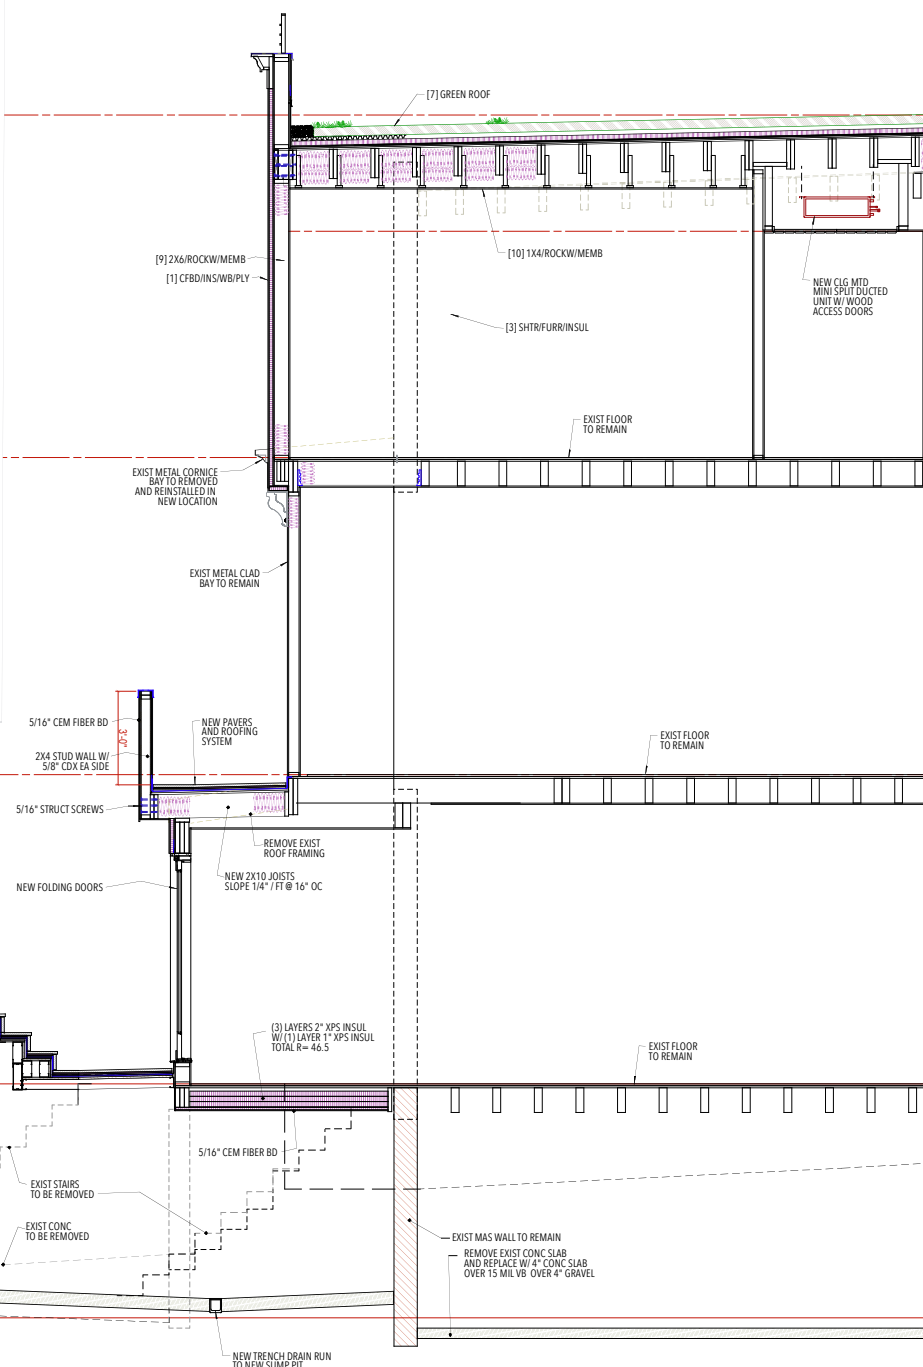 [7] GREEN ROOF
[9] 2X6/ROCKW/MEMB
[1] CFBD/INS/WB/PLY
[10] 1X4/ROCKW/MEMB
NEW CLG MTD
MINI SPLIT DUCTED
UNIT W/ WOOD
ACCESS DOORS
[3] SHTR/FURR/INSUL
EXIST FLOOR
TO REMAIN
EXIST METAL CORNICE
BAY TO REMOVED
AND REINSTALLED IN
NEW LOCATION
EXIST METAL CLAD
BAY TO REMAIN
5/16" CEM FIBER BD
3'-0"
NEW PAVERS
AND ROOFING
SYSTEM
2X4 STUD WALL W/
5/8" CDX EA SIDE
EXIST FLOOR
TO REMAIN
5/16" STRUCT SCREWS
REMOVE EXIST
ROOF FRAMING
NEW 2X10 JOISTS
SLOPE 1/4" / FT @ 16" OC
NEW FOLDING DOORS
(3) LAYERS 2" XPS INSUL
W/ (1) LAYER 1" XPS INSUL
TOTAL R= 46.5
EXIST FLOOR
TO REMAIN
5/16" CEM FIBER BD
EXIST STAIRS
TO BE REMOVED
EXIST CONC
TO BE REMOVED
EXIST MAS WALL TO REMAIN
REMOVE EXIST CONC SLAB
AND REPLACE W/ 4" CONC SLAB
OVER 15 MIL VB OVER 4" GRAVEL
NEW TRENCH DRAIN RUN
TO NEW SUMP PIT